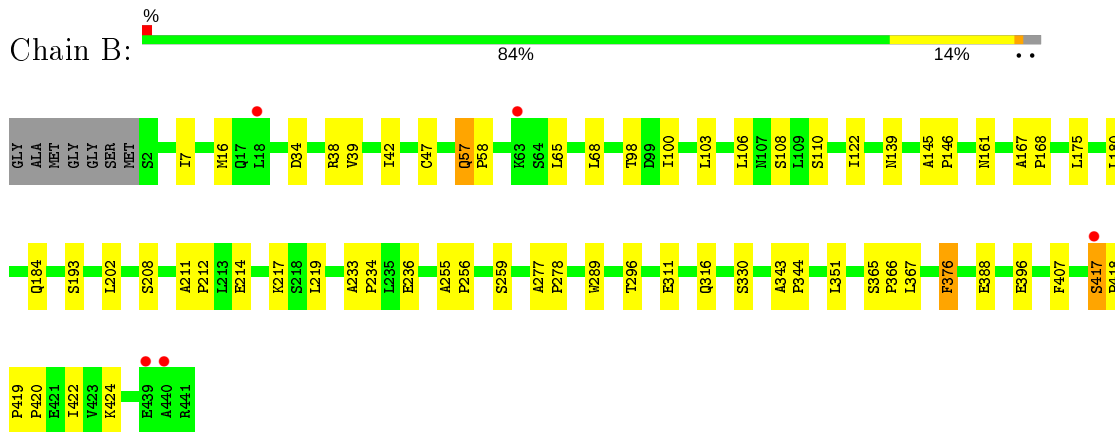 %
Chain B:
84% 14% • •
GLY ALA MET GLY GLY SER MET S2 I7 M16 Q17 L18 D34 R38 V39 I42 C47 Q57 P58 K63 S64 L65 L68 T98 D99 I100 L103 L106 N107 S108 L109 S110 I122 N139 A145 P146 N161 A167 P168 L175
Q184 S193 L202 S208 A211 P212 L213 E214 K217 S218 L219 A233 P234 L235 E236 A255 P256 S259 A277 P278 W289 T296 E311 Q316 S330 A343 P344 L351 S365 P366 L367 F376 E388 E396 F407 S417
P419 P420 E421 I422 V423 K424 E439 A440 R441